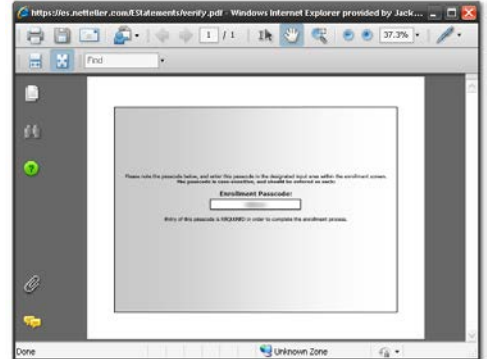 https://es.netteller.com/EStatements/verify.pdf - Windows Internet Explorer provided by Jack...
1 / 1
37.3%
Find
Please note the passcode below, and enter this passcode in the designated input area within the enrollment screen.
The passcode is case-sensitive, and should be entered as such:
Enrollment Passcode:
Entry of this passcode is REQUIRED in order to complete the enrollment process.
Done
Unknown Zone